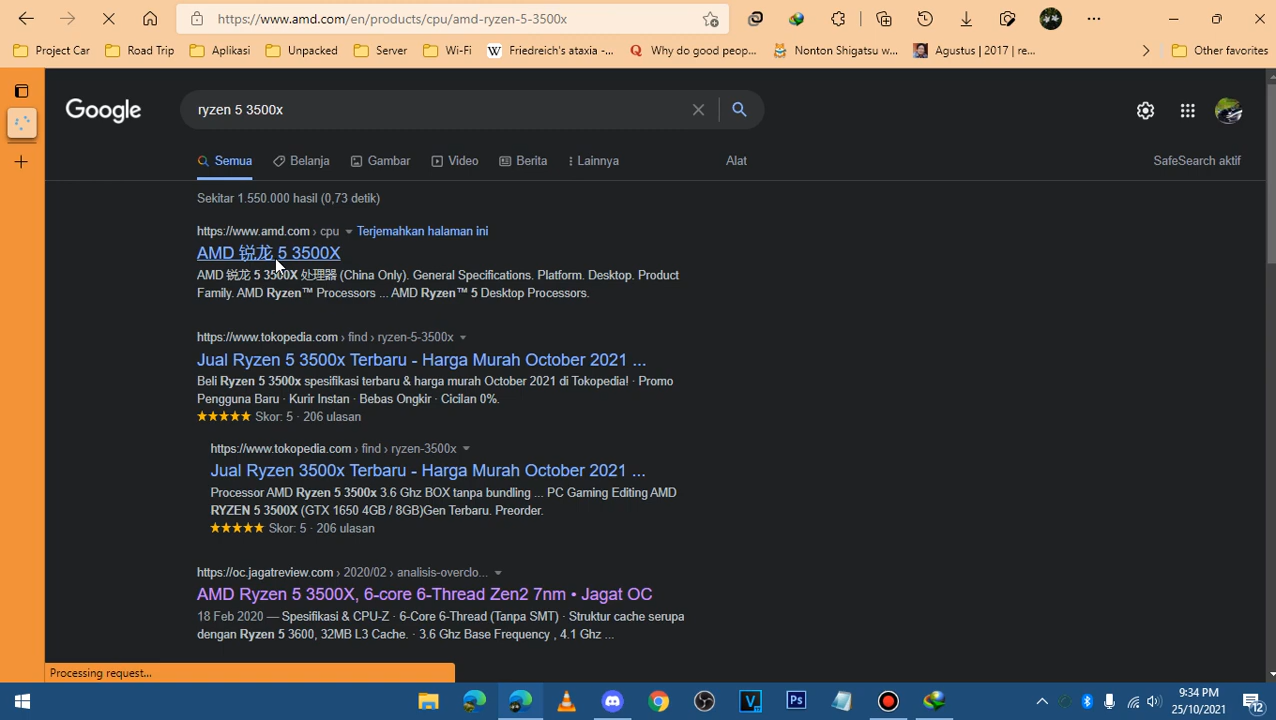 https://www.amd.com/en/products/cpu/amd-ryzen-5-3500x
Project Car Road Trip Aplikasi Unpacked Server Wi-Fi W Friedreich's ataxia -... Q Why do good peop... Nonton Shigatsu w... Agustus | 2017 | re... Other favorites
Google ryzen 5 3500x
Semua Belanja Gambar Video Berita Lainnya Alat SafeSearch aktif
Sekitar 1.550.000 hasil (0,73 detik)
https://www.amd.com › cpu Terjemahkan halaman ini
AMD 锐龙 5 3500X
AMD 锐龙 5 3500X 处理器 (China Only). General Specifications. Platform. Desktop. Product
Family. AMD Ryzen™ Processors ... AMD Ryzen™ 5 Desktop Processors.
https://www.tokopedia.com › find › ryzen-5-3500x
Jual Ryzen 5 3500x Terbaru - Harga Murah October 2021 ...
Beli Ryzen 5 3500x spesifikasi terbaru & harga murah October 2021 di Tokopedia! · Promo
Pengguna Baru · Kurir Instan · Bebas Ongkir · Cicilan 0%.
★★★★★ Skor: 5 · 206 ulasan
https://www.tokopedia.com › find › ryzen-3500x
Jual Ryzen 3500x Terbaru - Harga Murah October 2021 ...
Processor AMD Ryzen 5 3500x 3.6 Ghz BOX tanpa bundling ... PC Gaming Editing AMD
RYZEN 5 3500X (GTX 1650 4GB / 8GB)Gen Terbaru. Preorder.
★★★★★ Skor: 5 · 206 ulasan
https://oc.jagatreview.com › 2020/02 › analisis-overclo...
AMD Ryzen 5 3500X, 6-core 6-Thread Zen2 7nm • Jagat OC
18 Feb 2020 — Spesifikasi & CPU-Z · 6-Core 6-Thread (Tanpa SMT) · Struktur cache serupa
dengan Ryzen 5 3600, 32MB L3 Cache. · 3.6 Ghz Base Frequency , 4.1 Ghz ...
Processing request...
V Ps
9:34 PM
25/10/2021
12